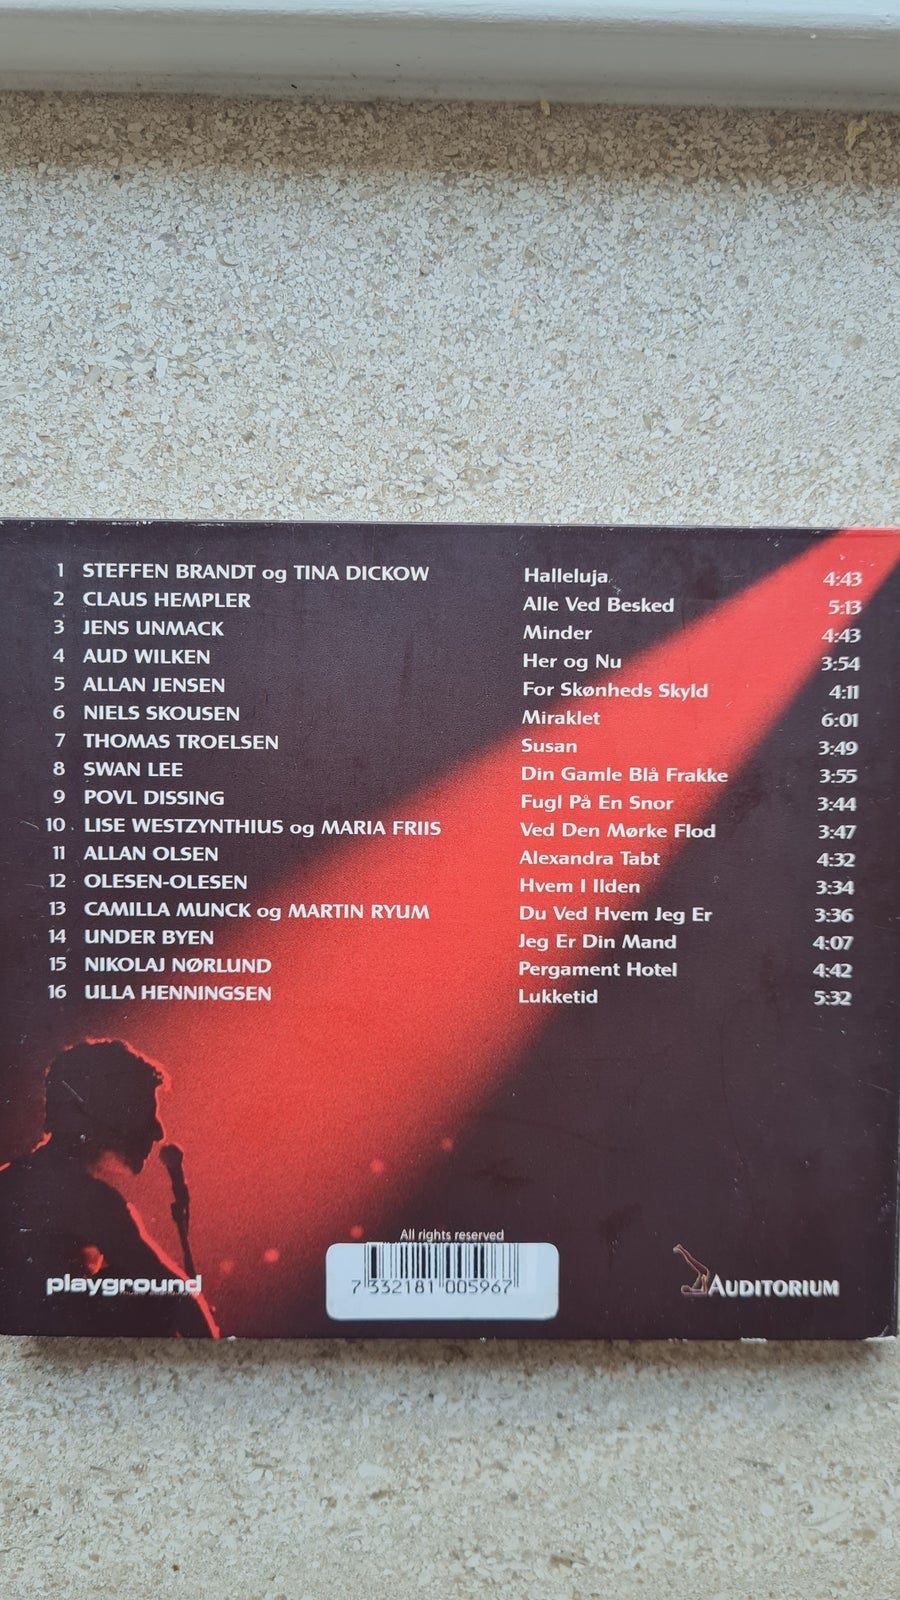 1 STEFFEN BRANDT og TINA DICKOW Halleluja 4:43
2 CLAUS HEMPLER Alle Ved Besked 5:13
3 JENS UNMACK Minder 4:43
4 AUD WILKEN Her og Nu 3:54
5 ALLAN JENSEN For Skønheds Skyld 4:11
6 NIELS SKOUSEN Miraklet 6:01
7 THOMAS TROELSEN Susan 3:49
8 SWAN LEE Din Gamle Blå Frakke 3:55
9 POVL DISSING Fugl På En Snor 3:44
10 LISE WESTZYNTHIUS og MARIA FRIIS Ved Den Mørke Flod 3:47
11 ALLAN OLSEN Alexandra Tabt 4:32
12 OLESEN-OLESEN Hvem I Ilden 3:34
13 CAMILLA MUNCK og MARTIN RYUM Du Ved Hvem Jeg Er 3:36
14 UNDER BYEN Jeg Er Din Mand 4:07
15 NIKOLAJ NØRLUND Pergament Hotel 4:42
16 ULLA HENNINGSEN Lukketid 5:32
All rights reserved
playground
7 332181 005967
AUDITORIUM